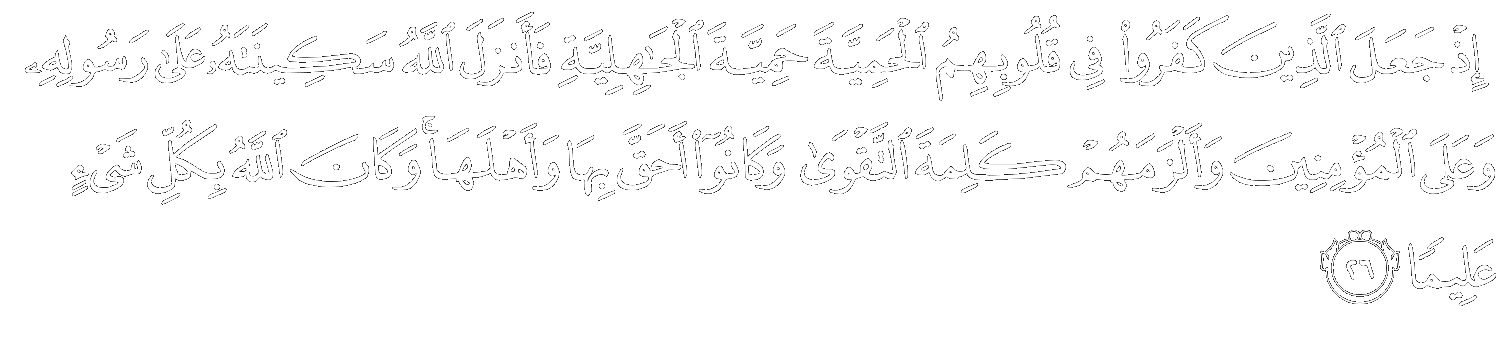 إِذْ جَعَلَ ٱلَّذِينَ كَفَرُوا۟ فِى قُلُوبِهِمُ ٱلْحَمِيَّةَ حَمِيَّةَ ٱلْجَـٰهِلِيَّةِ فَأَنزَلَ ٱللَّهُ سَكِينَتَهُۥ عَلَىٰ رَسُولِهِۦ
وَعَلَى ٱلْمُؤْمِنِينَ وَأَلْزَمَهُمْ كَلِمَةَ ٱلتَّقْوَىٰ وَكَانُوٓا۟ أَحَقَّ بِهَا وَأَهْلَهَا ۚ وَكَانَ ٱللَّهُ بِكُلِّ شَىْءٍ
عَلِيمًا ٢٦